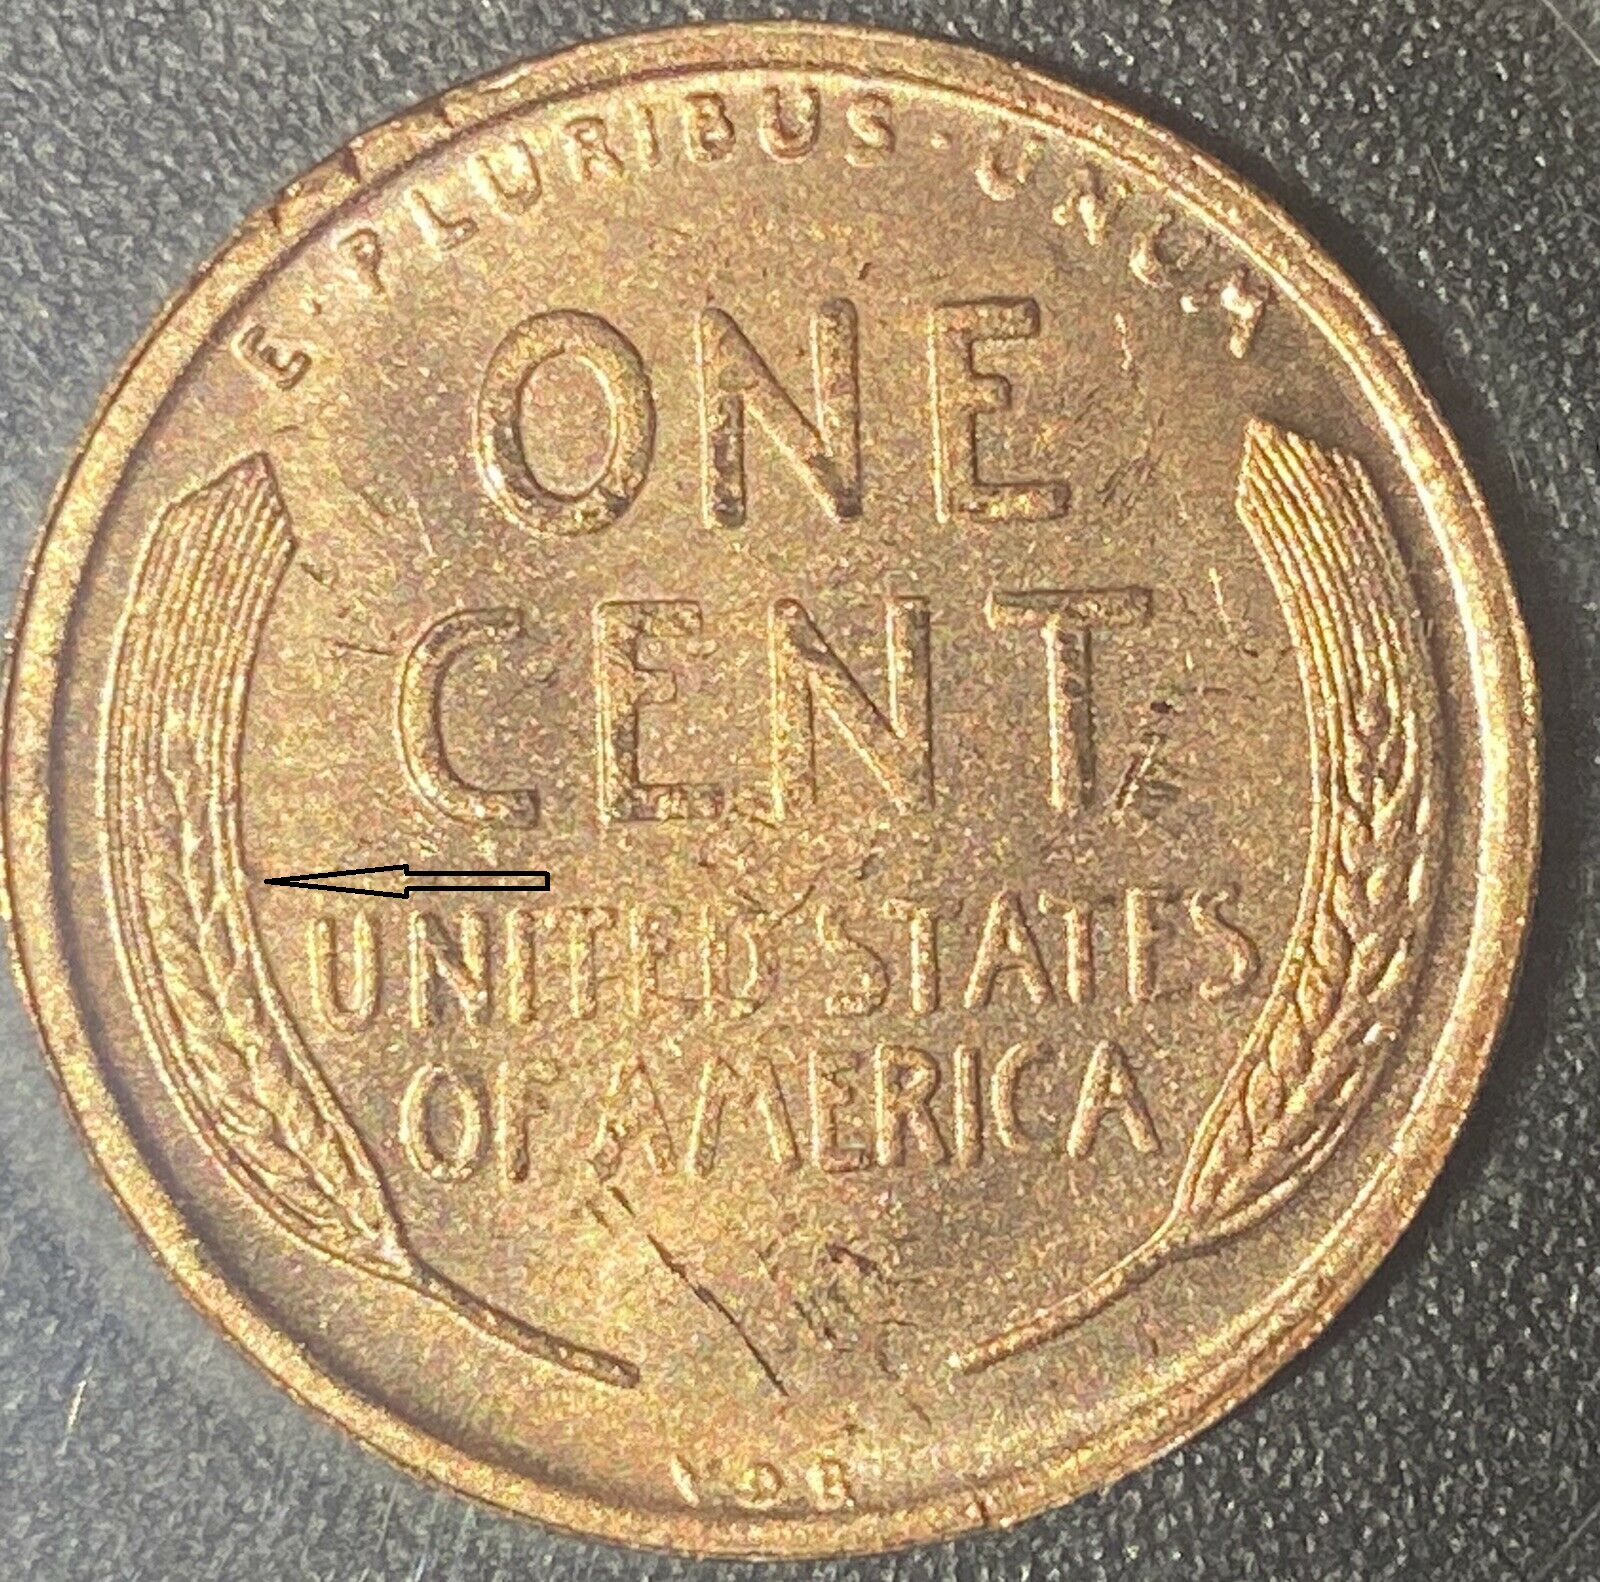 E·PLURIBUS·UNUM
ONE
CENT
UNITED STATES
OF AMERICA
V.D.B.